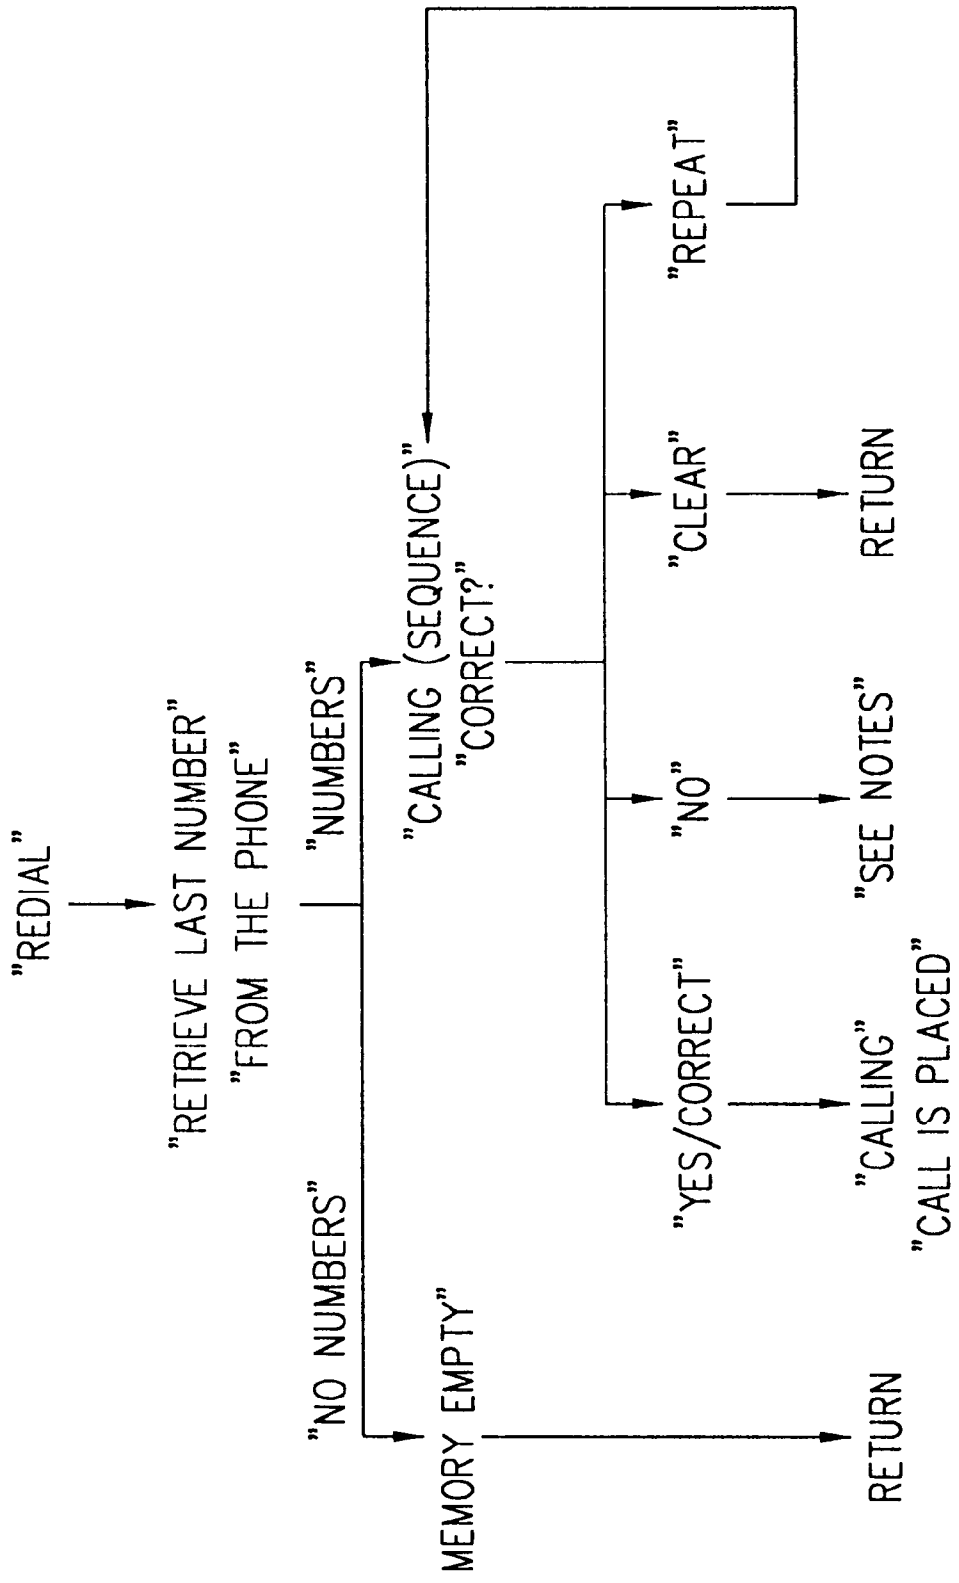 ”REDIAL”
”RETRIEVE LAST NUMBER”
”FROM THE PHONE”
”NO NUMBERS”
”NUMBERS”
MEMORY EMPTY”
”CALLING (SEQUENCE)”
”CORRECT?”
”YES/CORRECT”
”NO”
”CLEAR”
”REPEAT”
RETURN
”CALLING”
”CALL IS PLACED”
”SEE NOTES”
RETURN